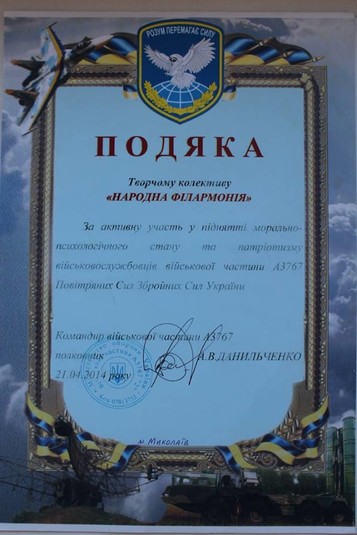 РОЗУМ ПЕРЕМАГАЄ СИЛУ
ПОДЯКА
Творчому колективу
«НАРОДНА ФІЛАРМОНІЯ»
За активну участь у піднятті морально-
психологічного стану та патріотизму
військовослужбовців військової частини А3767
Повітряних Сил Збройних Сил України
Командир військової частини А3767
полковник А.В.ДАНИЛЬЧЕНКО
21.04.2014 року
м. Миколаїв